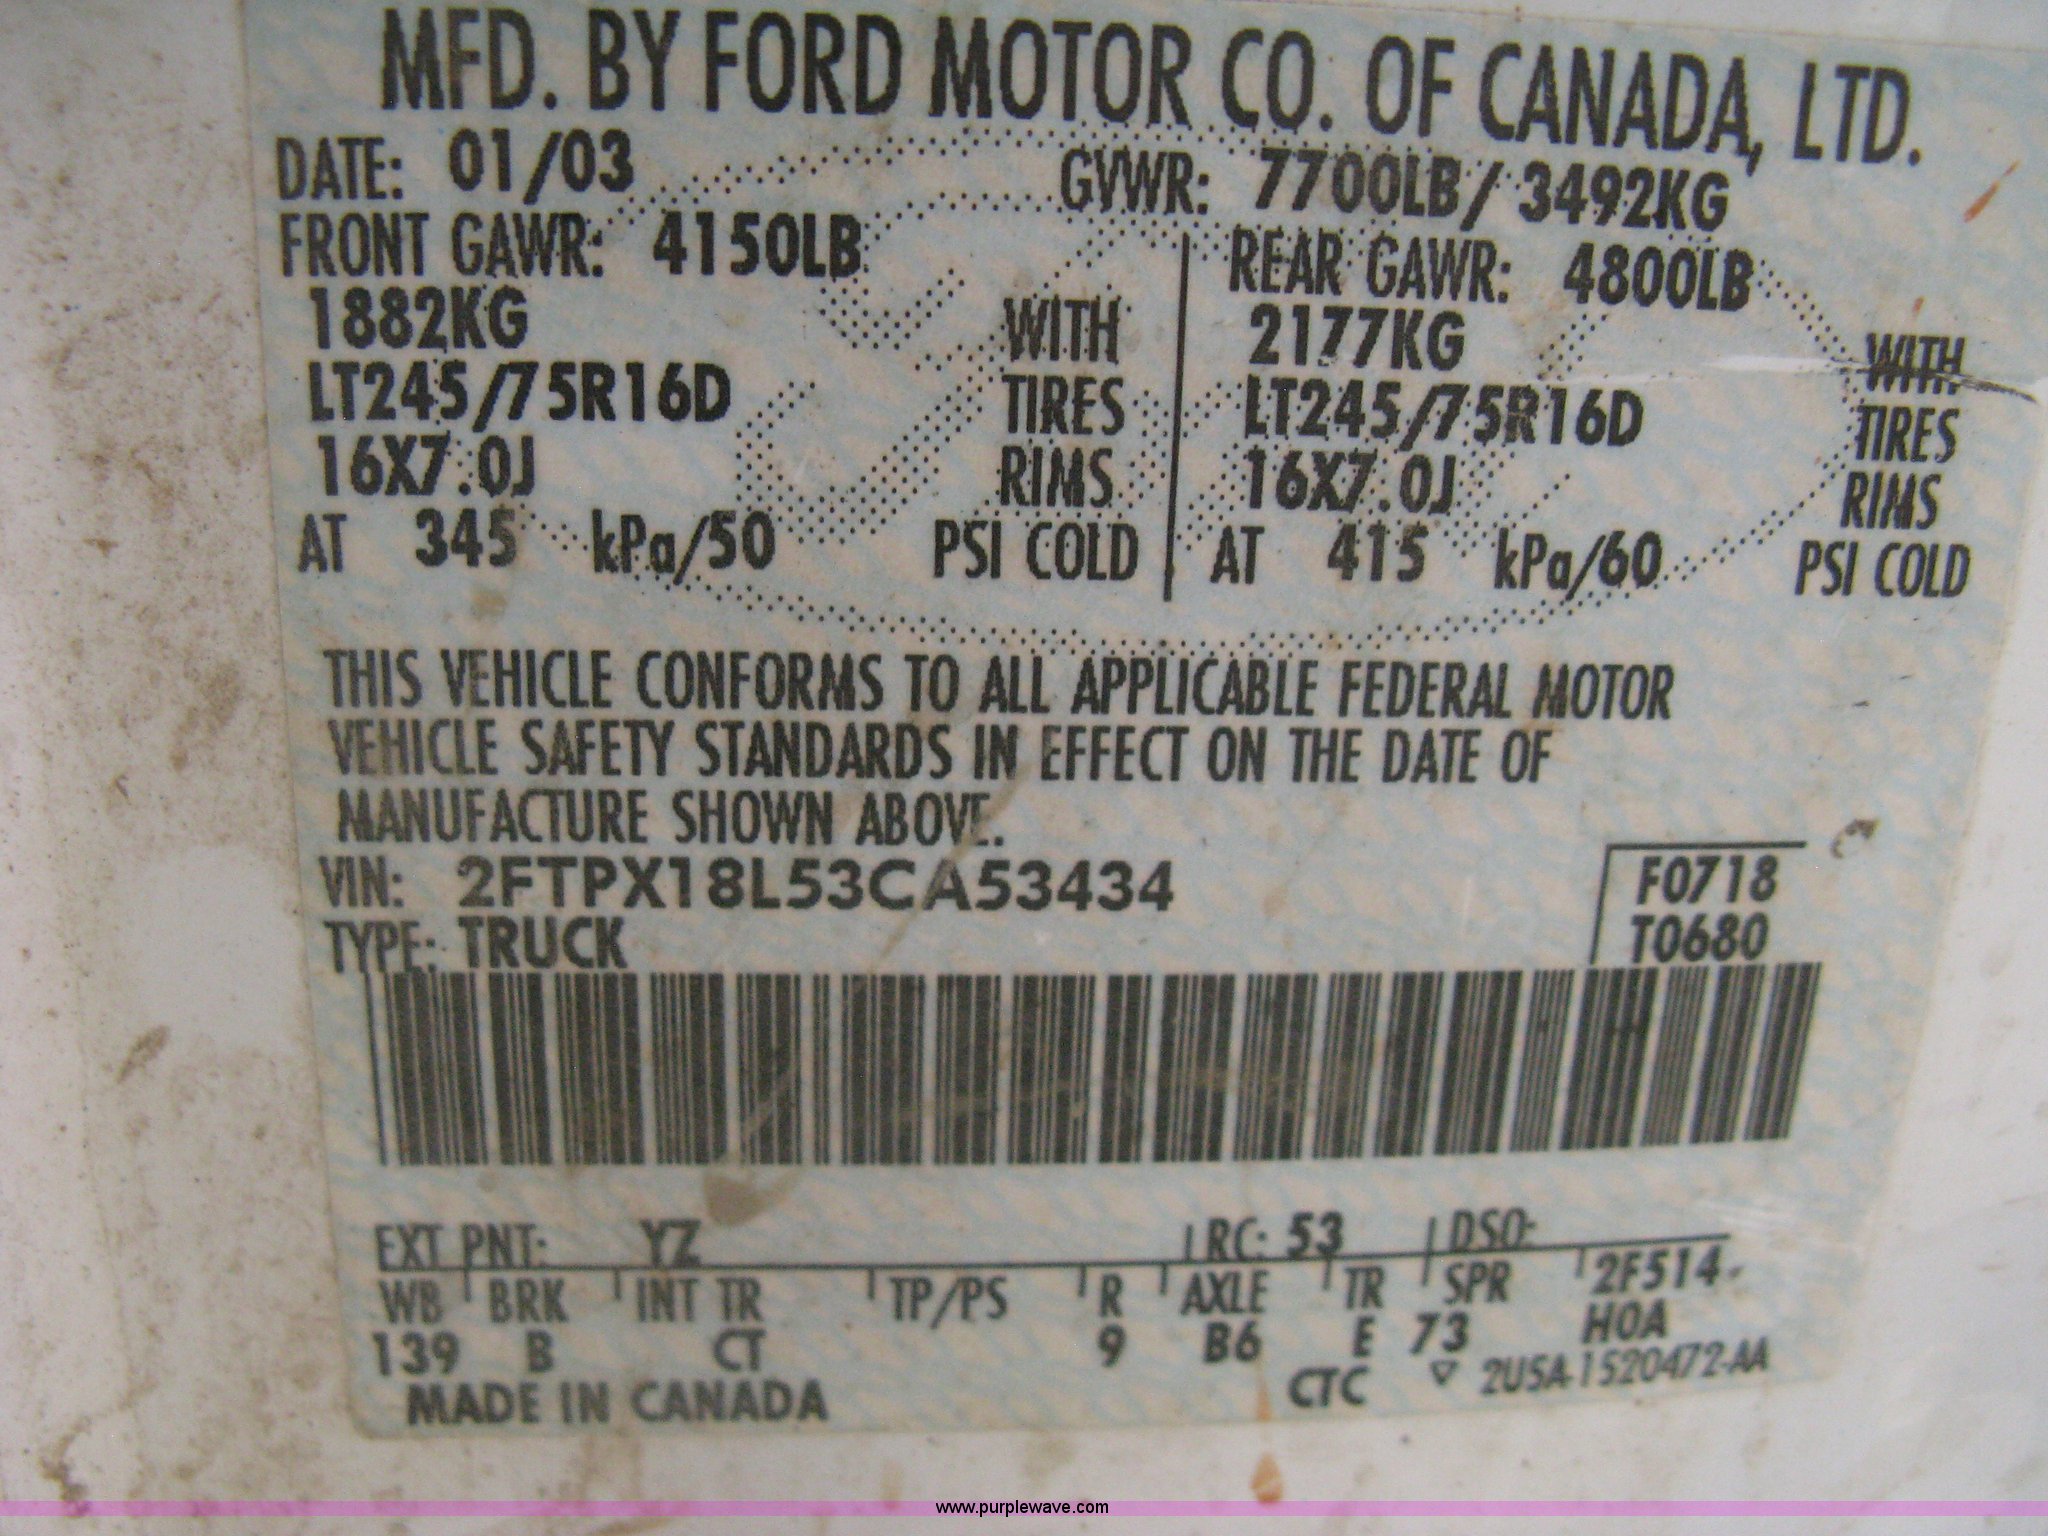 MFD. BY FORD MOTOR CO. OF CANADA, LTD.
DATE: 01/03 GVWR: 7700LB/ 3492KG
FRONT GAWR: 4150LB REAR GAWR: 4800LB
1882KG WITH 2177KG WITH
LT245/75R16D TIRES LT245/75R16D TIRES
16X7.0J RIMS 16X7.0J RIMS
AT 345 kPa/50 PSI COLD AT 415 kPa/60 PSI COLD
THIS VEHICLE CONFORMS TO ALL APPLICABLE FEDERAL MOTOR
VEHICLE SAFETY STANDARDS IN EFFECT ON THE DATE OF
MANUFACTURE SHOWN ABOVE.
VIN: 2FTPX18L53CA53434 F0718
TYPE: TRUCK T0680
EXT PNT: YZ RC: 53 DSO:
WB BRK INT TR TP/PS R AXLE TR SPR 2F514-
139 B CT 9 B6 E 73 HOA
MADE IN CANADA CTC ▽ 2U5A-1520472-AA
www.purplewave.com